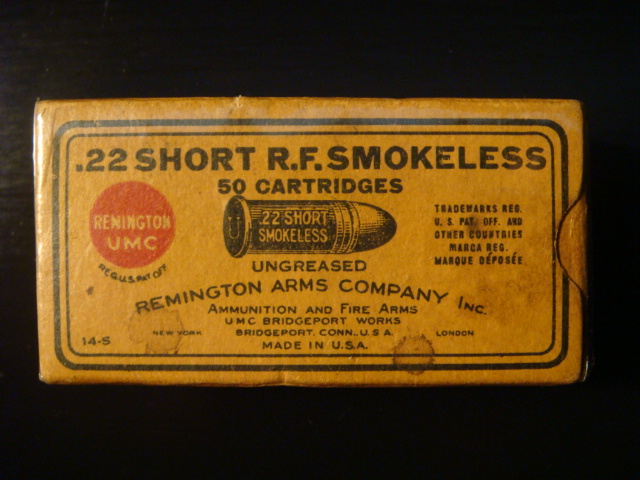 .22 SHORT R.F. SMOKELESS
50 CARTRIDGES
REMINGTON
UMC
REG.U.S.PAT.OFF.
U
.22 SHORT
SMOKELESS
TRADEMARKS REG.
U. S. PAT. OFF. AND
OTHER COUNTRIES
MARCA REG.
MARQUE DÉPOSÉE
UNGREASED
REMINGTON ARMS COMPANY INC.
AMMUNITION AND FIRE ARMS
UMC BRIDGEPORT WORKS
NEW YORK
BRIDGEPORT, CONN., U.S A.
LONDON
14-S
MADE IN U.S.A.